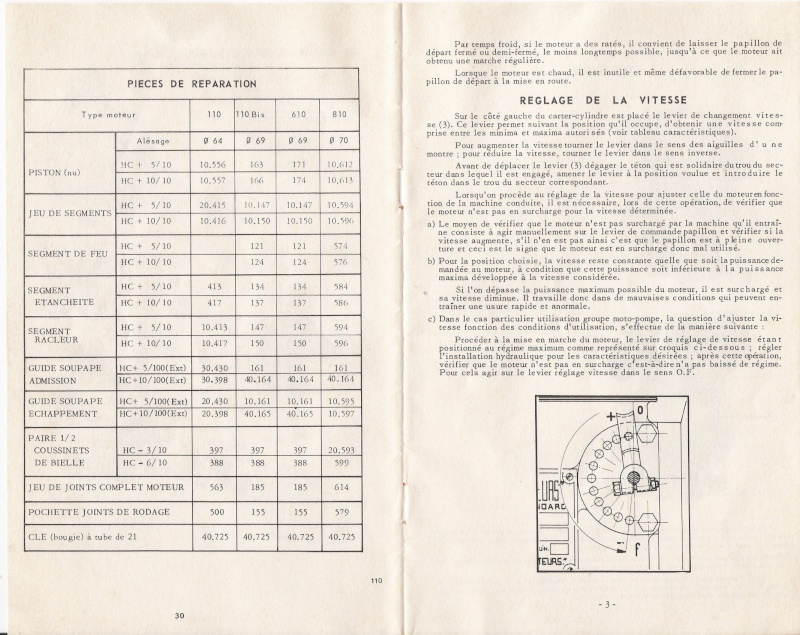 PIECES DE REPARATION
Type moteur 110 110 Bis 610 810
Alésage Ø 64 Ø 69 Ø 69 Ø 70
PISTON (nu)
HC + 5/10 10,556 163 171 10,612
HC + 10/10 10,557 166 174 10,613
JEU DE SEGMENTS
HC + 5/10 20,415 10,147 10,147 10,594
HC + 10/10 10,416 10.150 10.150 10,596
SEGMENT DE FEU
HC + 5/10 121 121 574
HC + 10/10 124 124 576
SEGMENT
ETANCHEITE
HC + 5/10 413 134 134 584
HC + 10/10 417 137 137 586
SEGMENT
RACLEUR
HC + 5/10 10,413 147 147 594
HC + 10/10 10,417 150 150 596
GUIDE SOUPAPE HC+ 5/100(Ext) 30,430 161 161 161
ADMISSION HC+10/100(Ext) 30.398 40.164 40.164 40.164
GUIDE SOUPAPE HC+ 5/100(Ext) 20,430 10,161 10,161 10,595
ECHAPPEMENT HC+10/100(Ext) 20,398 40,165 40,165 10,597
PAIRE 1/2
COUSSINETS HC - 3/10 397 397 397 20,593
DE BIELLE HC - 6/10 388 388 388 599
JEU DE JOINTS COMPLET MOTEUR 563 185 185 614
POCHETTE JOINTS DE RODAGE 500 155 155 579
CLE (bougie) à tube de 21 40,725 40.725 40.725 40.725
110
30
Par temps froid, si le moteur a des ratés, il convient de laisser le papillon de
départ fermé ou demi-fermé, le moins longtemps possible, jusqu'à ce que le moteur ait
obtenu une marche régulière.
Lorsque le moteur est chaud, il est inutile et même défavorable de fermer le pa-
pillon de départ à la mise en route.
REGLAGE DE LA VITESSE
Sur le côté gauche du carter-cylindre est placé le levier de changement vites-
se (3). Ce levier permet suivant la position qu'il occupe, d'obtenir une vitesse com
prise entre les minima et maxima autorisés (voir tableau caractéristiques).
Pour augmenter la vitesse tourner le levier dans le sens des aiguilles d'une
montre ; pour réduire la vitesse, tourner le levier dans le sens inverse.
Avant de déplacer le levier (3) dégager le téton qui est solidaire du trou du sec-
teur dans lequel il est engagé, amener le levier à la position voulue et introduire le
téton dans le trou du secteur correspondant.
Lorsqu'on procède au réglage de la vitesse pour ajuster celle du moteur en fonc-
tion de la machine conduite, il est nécessaire, lors de cette opération, de vérifier que
le moteur n'est pas en surcharge pour la vitesse déterminée.
a) Le moyen de vérifier que le moteur n'est pas surchargé par la machine qu'il entraî-
ne consiste à agir manuellement sur le levier de commande papillon et vérifier si la
vitesse augmente, s'il n'en est pas ainsi c'est que le papillon est à pleine ouver-
ture et ceci est le signe que le moteur est en surcharge donc mal utilisé.
b) Pour la position choisie, la vitesse reste constante quelle que soit la puissance de-
mandée au moteur, à condition que cette puissance soit inférieure à la puissance
maxima développée à la vitesse considérée.
Si l'on dépasse la puissance maximum possible du moteur, il est surchargé et
sa vitesse diminue. Il travaille donc dans de mauvaises conditions qui peuvent en-
traîner une usure rapide et anormale.
c) Dans le cas particulier utilisation groupe moto-pompe, la question d'ajuster la vi-
tesse fonction des conditions d'utilisation, s'effectue de la manière suivante :
Procéder à la mise en marche du moteur, le levier de réglage de vitesse étant
positionné au régime maximum comme représenté sur croquis ci-dessous ; régler
l'installation hydraulique pour les caractéristiques désirées ; après cette opération,
vérifier que le moteur n'est pas en surcharge c'est-à-dire n'a pas baissé de régime.
Pour cela agir sur le levier réglage vitesse dans le sens O.F.
+ O
EURS"
NDARD
UIN.
TEURS"
- F
- 3 -